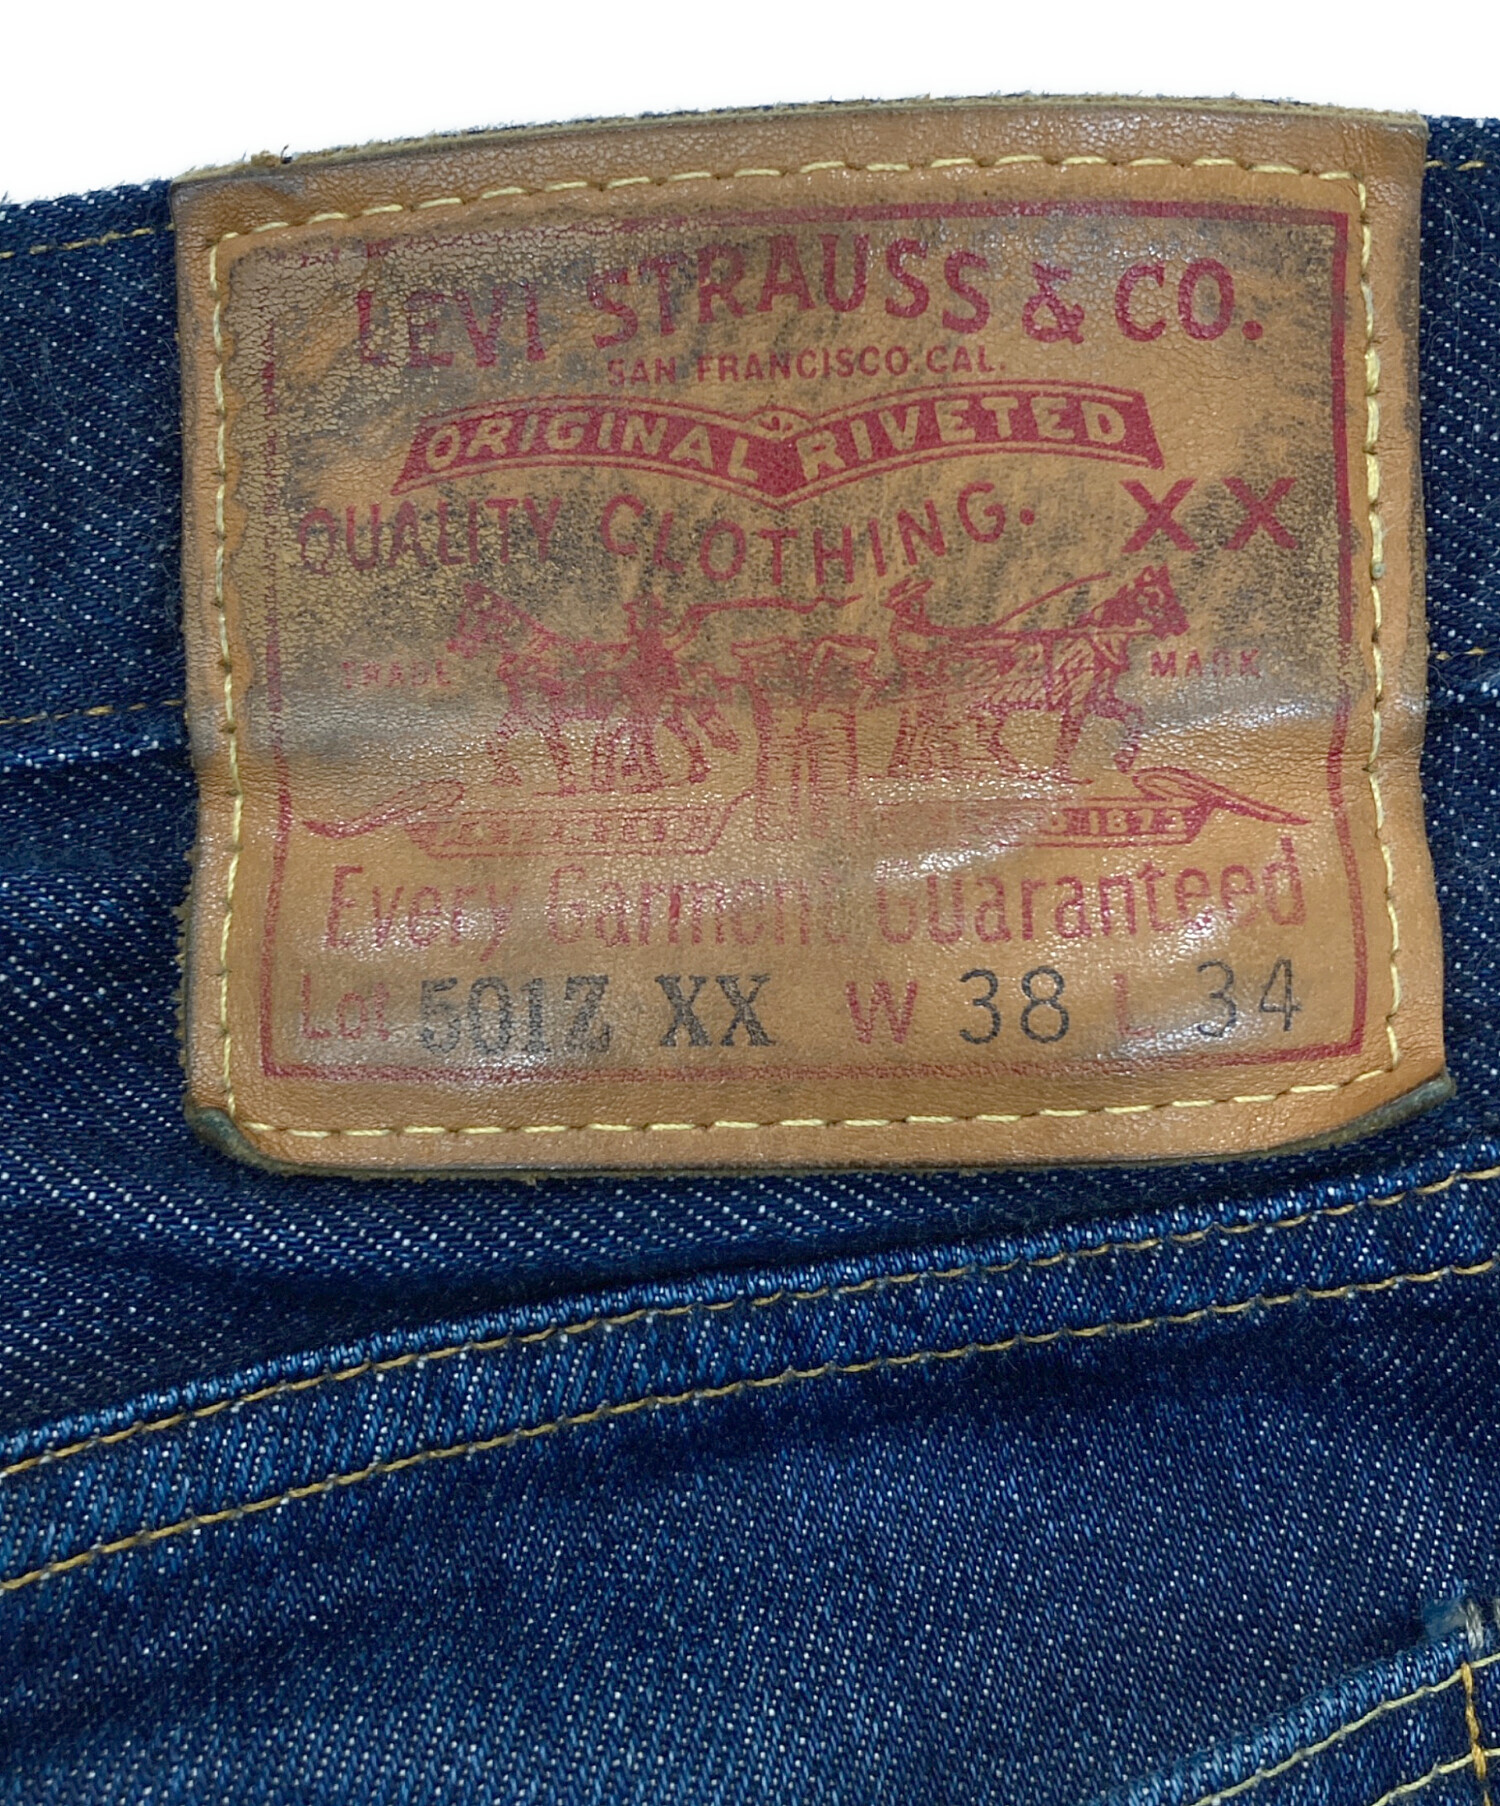 LEVI STRAUSS & CO.
SAN FRANCISCO.CAL.
ORIGINAL RIVETED
QUALITY CLOTHING. XX
TRADE MARK
1873
Every Garment Guaranteed
Lot 501Z XX W 38 L 34